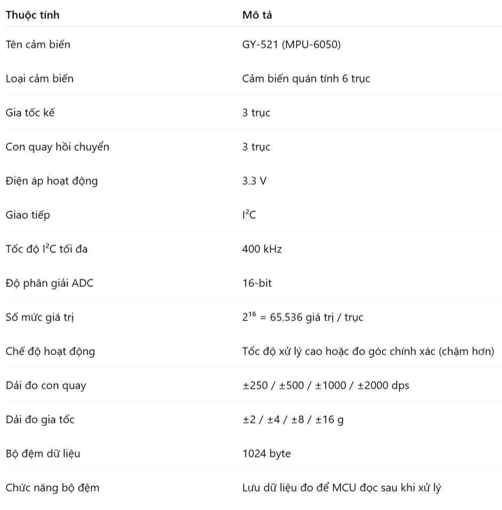 Thuộc tính Mô tả
Tên cảm biến GY-521 (MPU-6050)
Loại cảm biến Cảm biến quán tính 6 trục
Gia tốc kế 3 trục
Con quay hồi chuyển 3 trục
Điện áp hoạt động 3.3 V
Giao tiếp I²C
Tốc độ I²C tối đa 400 kHz
Độ phân giải ADC 16-bit
Số mức giá trị 2¹⁶ = 65.536 giá trị / trục
Chế độ hoạt động Tốc độ xử lý cao hoặc đo góc chính xác (chậm hơn)
Dải đo con quay ±250 / ±500 / ±1000 / ±2000 dps
Dải đo gia tốc ±2 / ±4 / ±8 / ±16 g
Bộ đệm dữ liệu 1024 byte
Chức năng bộ đệm Lưu dữ liệu đo để MCU đọc sau khi xử lý